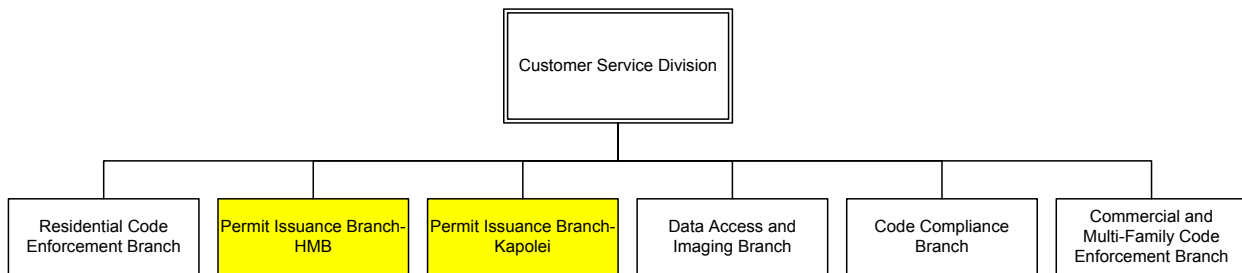 Customer Service Division
Residential Code
Enforcement Branch
Permit Issuance Branch-
HMB
Permit Issuance Branch-
Kapolei
Data Access and
Imaging Branch
Code Compliance
Branch
Commercial and
Multi-Family Code
Enforcement Branch